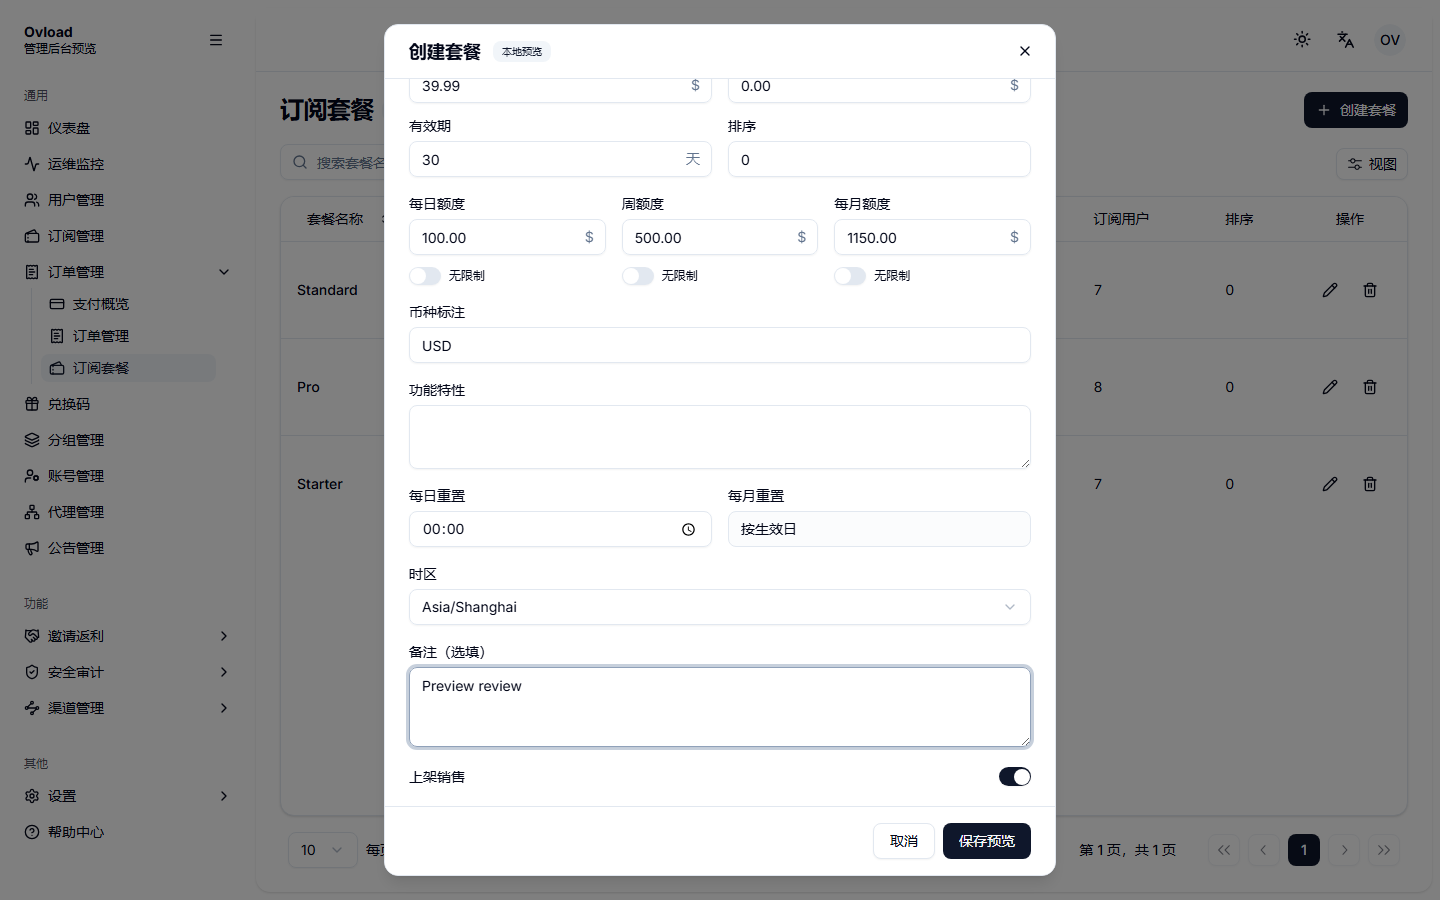 Ovload
管理后台预览
通用
仪表盘
运维监控
用户管理
订阅管理
订单管理
支付概览
订单管理
订阅套餐
兑换码
分组管理
账号管理
代理管理
公告管理
功能
邀请返利
安全审计
渠道管理
其他
设置
帮助中心
OV
订阅套餐
创建套餐
搜索套餐名
视图
套餐名称
订阅用户
排序
操作
Standard
7
0
Pro
8
0
Starter
7
0
10
第 1 页，共 1 页
1
创建套餐
本地预览
39.99
$
0.00
$
有效期
排序
30
天
0
每日额度
周额度
每月额度
100.00
$
500.00
$
1150.00
$
无限制
无限制
无限制
币种标注
USD
功能特性
每日重置
每月重置
00:00
按生效日
时区
Asia/Shanghai
备注（选填）
Preview review
上架销售
取消
保存预览